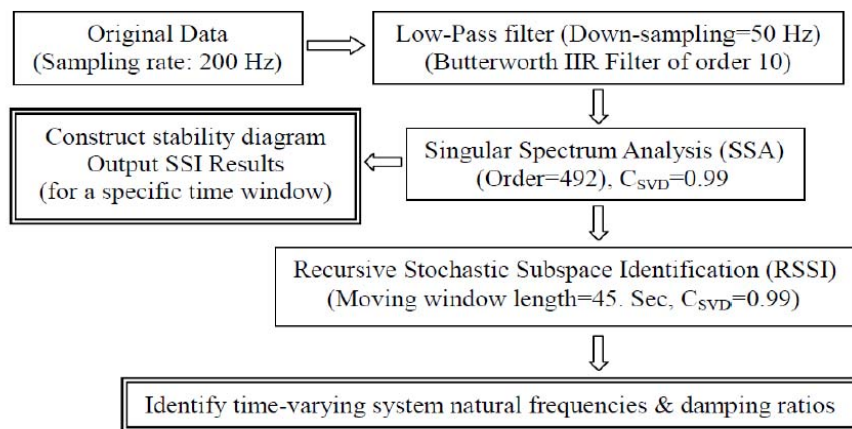 Original Data
(Sampling rate: 200 Hz)
Low-Pass filter (Down-sampling=50 Hz)
(Butterworth IIR Filter of order 10)
Construct stability diagram
Output SSI Results
(for a specific time window)
Singular Spectrum Analysis (SSA)
(Order=492), CSVD=0.99
Recursive Stochastic Subspace Identification (RSSI)
(Moving window length=45. Sec, CSVD=0.99)
Identify time-varying system natural frequencies & damping ratios